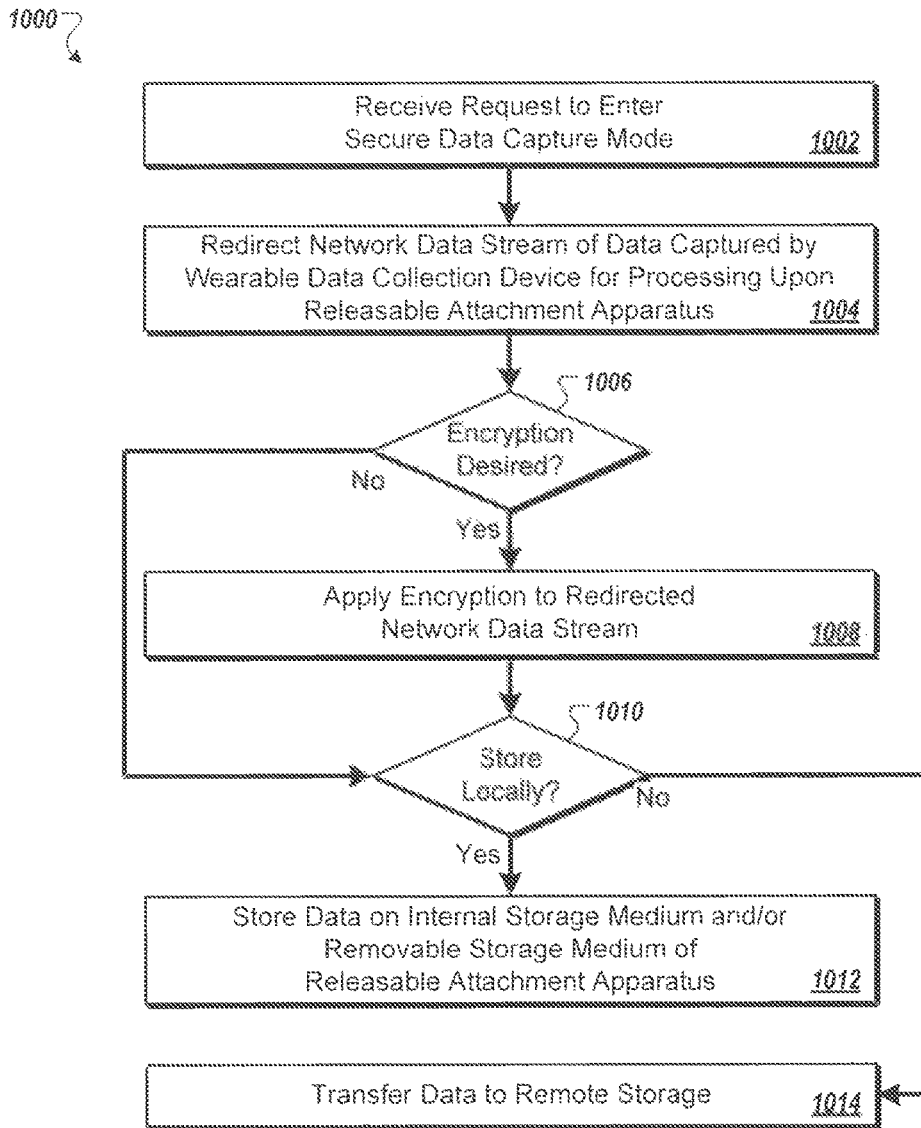 1000
Receive Request to Enter
Secure Data Capture Mode 1002
Redirect Network Data Stream of Data Captured by
Wearable Data Collection Device for Processing Upon
Releasable Attachment Apparatus 1004
1006
Encryption
Desired?
No
Yes
Apply Encryption to Redirected
Network Data Stream 1008
1010
Store
Locally?
No
Yes
Store Data on Internal Storage Medium and/or
Removable Storage Medium of
Releasable Attachment Apparatus 1012
Transfer Data to Remote Storage 1014